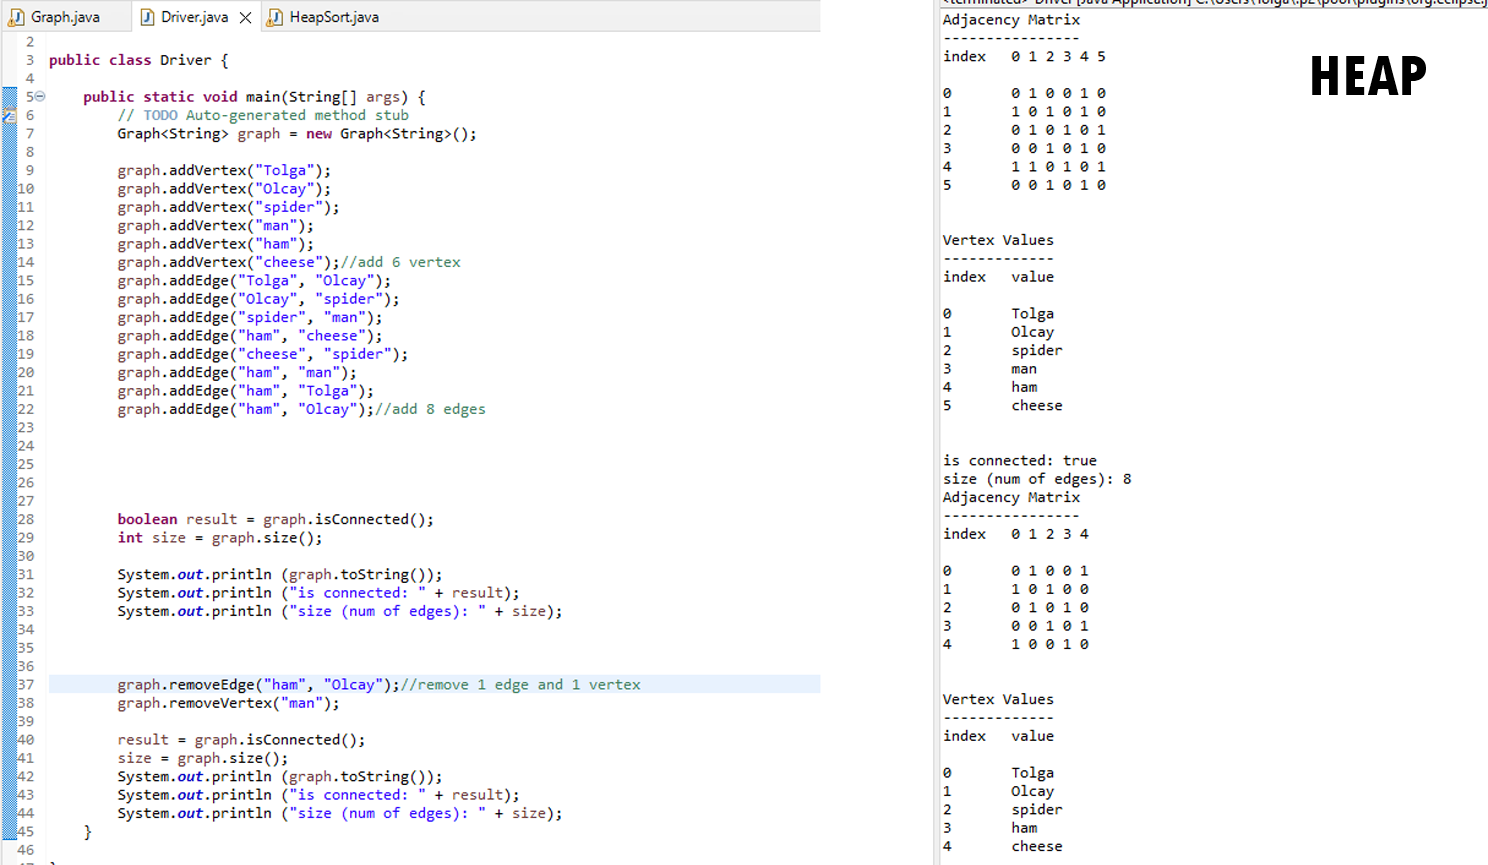 Graph.java Driver.java HeapSort.java
2
3 public class Driver {
4
5 public static void main(String[] args) {
6 // TODO Auto-generated method stub
7 Graph<String> graph = new Graph<String>();
8
9 graph.addVertex("Tolga");
10 graph.addVertex("Olcay");
11 graph.addVertex("spider");
12 graph.addVertex("man");
13 graph.addVertex("ham");
14 graph.addVertex("cheese");//add 6 vertex
15 graph.addEdge("Tolga", "Olcay");
16 graph.addEdge("Olcay", "spider");
17 graph.addEdge("spider", "man");
18 graph.addEdge("ham", "cheese");
19 graph.addEdge("cheese", "spider");
20 graph.addEdge("ham", "man");
21 graph.addEdge("ham", "Tolga");
22 graph.addEdge("ham", "Olcay");//add 8 edges
23
24
25
26
27
28 boolean result = graph.isConnected();
29 int size = graph.size();
30
31 System.out.println (graph.toString());
32 System.out.println ("is connected: " + result);
33 System.out.println ("size (num of edges): " + size);
34
35
36
37 graph.removeEdge("ham", "Olcay");//remove 1 edge and 1 vertex
38 graph.removeVertex("man");
39
40 result = graph.isConnected();
41 size = graph.size();
42 System.out.println (graph.toString());
43 System.out.println ("is connected: " + result);
44 System.out.println ("size (num of edges): " + size);
45 }
46
Adjacency Matrix
----------------
index 0 1 2 3 4 5
0 0 1 0 0 1 0
1 1 0 1 0 1 0
2 0 1 0 1 0 1
3 0 0 1 0 1 0
4 1 1 0 1 0 1
5 0 0 1 0 1 0
Vertex Values
-------------
index value
0 Tolga
1 Olcay
2 spider
3 man
4 ham
5 cheese
is connected: true
size (num of edges): 8
Adjacency Matrix
----------------
index 0 1 2 3 4
0 0 1 0 0 1
1 1 0 1 0 0
2 0 1 0 1 0
3 0 0 1 0 1
4 1 0 0 1 0
Vertex Values
-------------
index value
0 Tolga
1 Olcay
2 spider
3 ham
4 cheese
HEAP